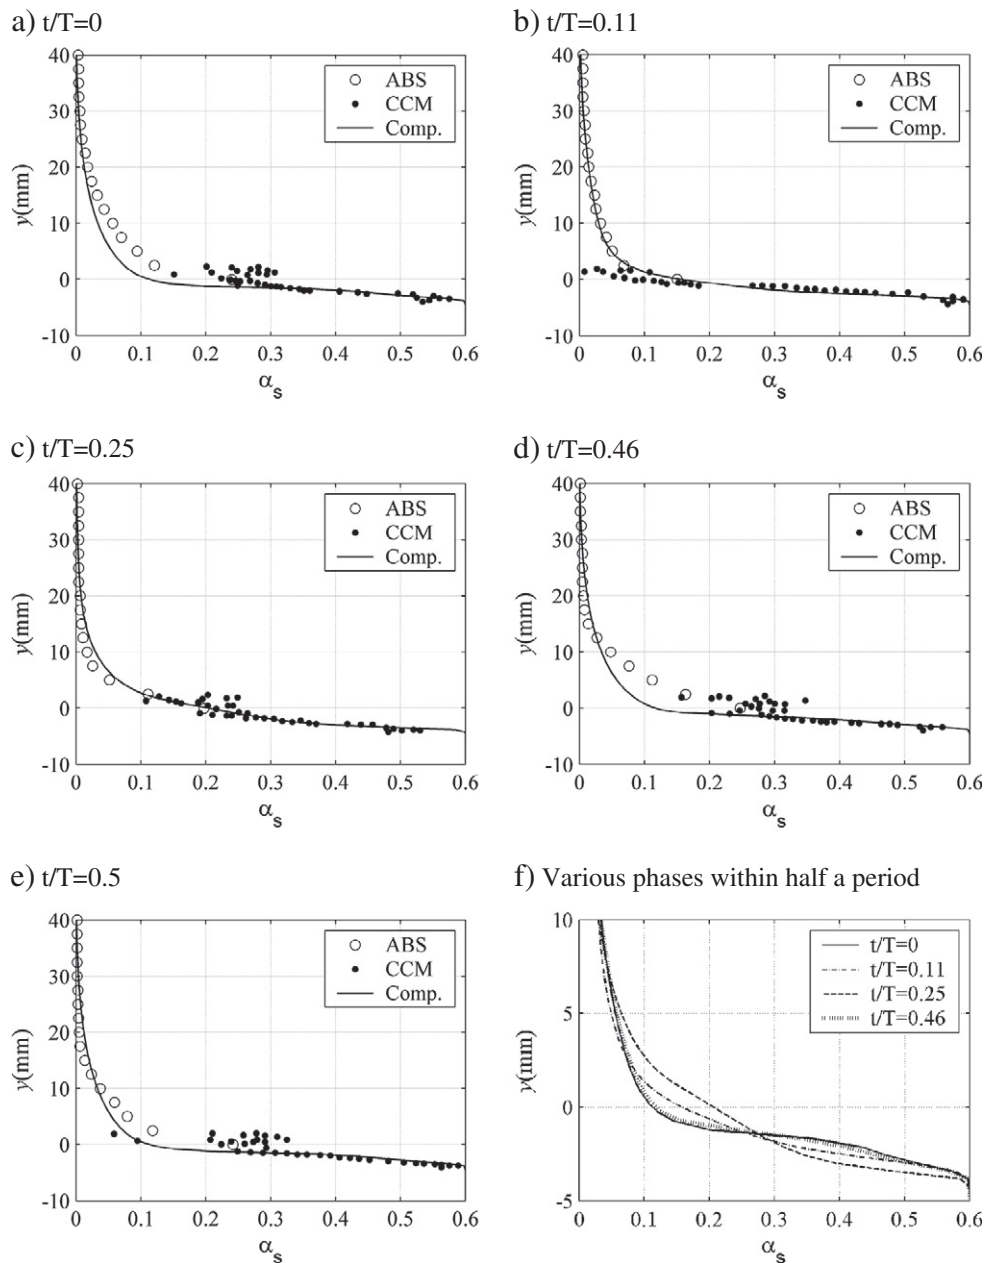 a) t/T=0
b) t/T=0.11
40
30
20
10
0
-10
y(mm)
ABS
CCM
Comp.
0 0.1 0.2 0.3 0.4 0.5 0.6
αs
40
30
20
10
0
-10
y(mm)
ABS
CCM
Comp.
0 0.1 0.2 0.3 0.4 0.5 0.6
αs
c) t/T=0.25
d) t/T=0.46
40
30
20
10
0
-10
y(mm)
ABS
CCM
Comp.
0 0.1 0.2 0.3 0.4 0.5 0.6
αs
40
30
20
10
0
-10
y(mm)
ABS
CCM
Comp.
0 0.1 0.2 0.3 0.4 0.5 0.6
αs
e) t/T=0.5
f) Various phases within half a period
40
30
20
10
0
-10
y(mm)
ABS
CCM
Comp.
0 0.1 0.2 0.3 0.4 0.5 0.6
αs
10
5
0
-5
y(mm)
t/T=0
t/T=0.11
t/T=0.25
t/T=0.46
0 0.1 0.2 0.3 0.4 0.5 0.6
αs